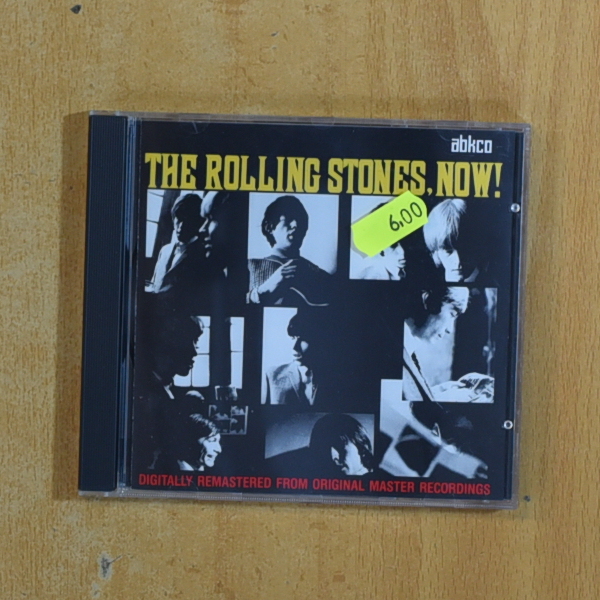 abkco
THE ROLLING STONES, NOW!
6,00
DIGITALLY REMASTERED FROM ORIGINAL MASTER RECORDINGS